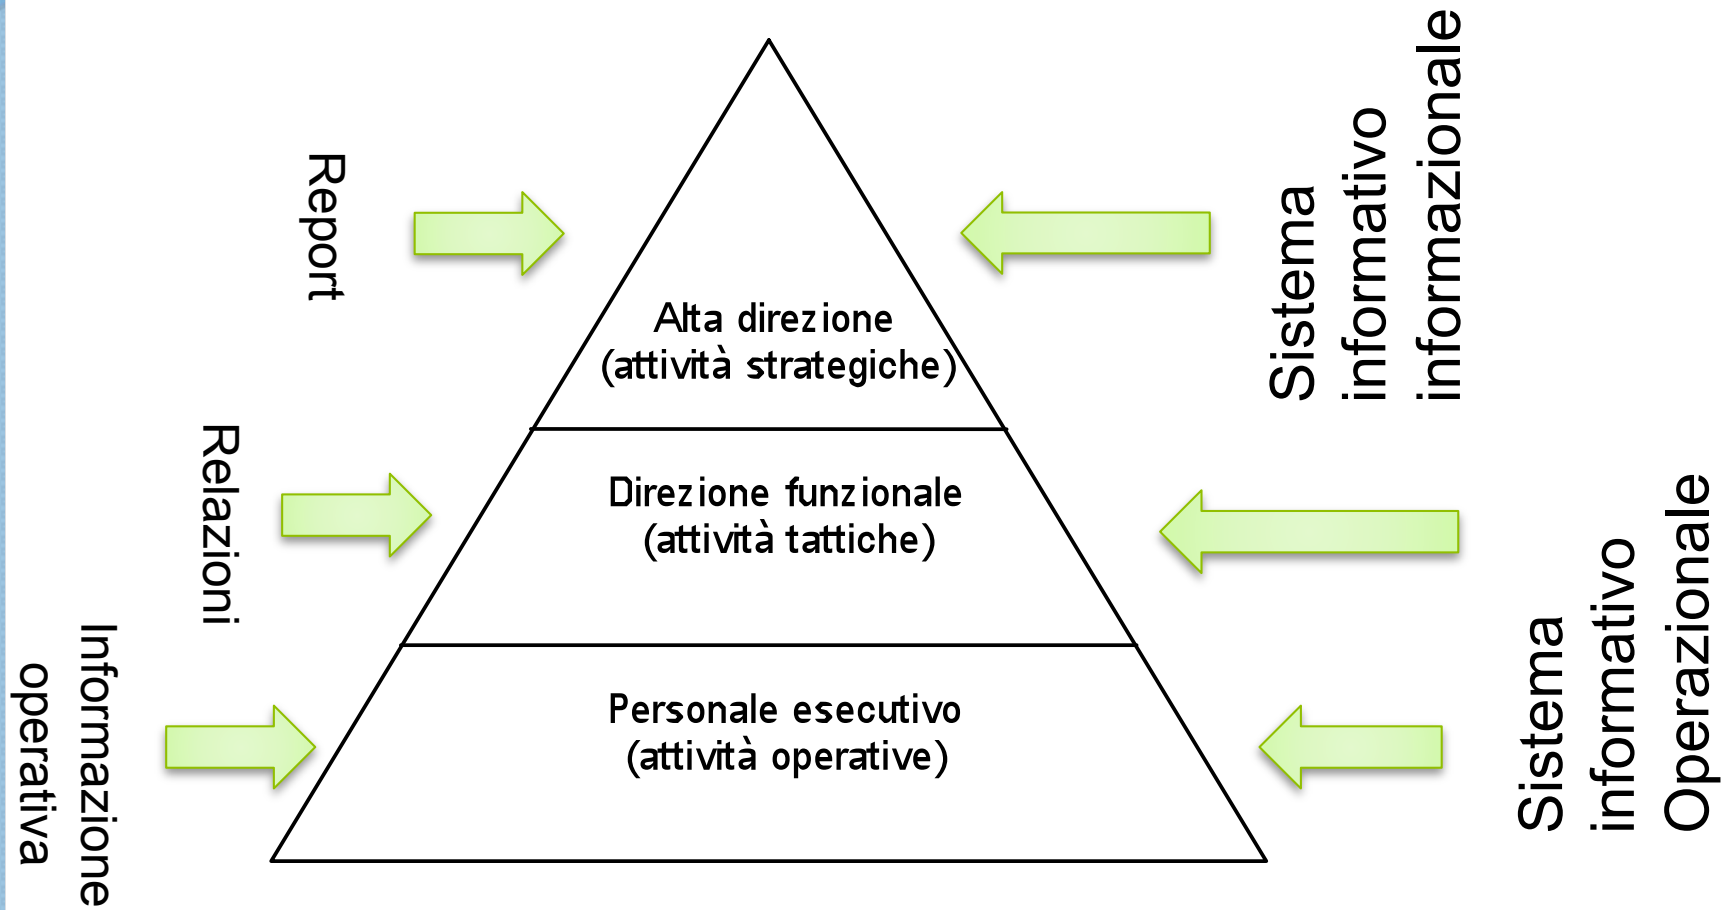 Report
Alta direzione
(attività strategiche)
Sistema
informativo
informazionale
Relazioni
Direzione funzionale
(attività tattiche)
Informazione
operativa
Personale esecutivo
(attività operative)
Sistema
informativo
Operazionale